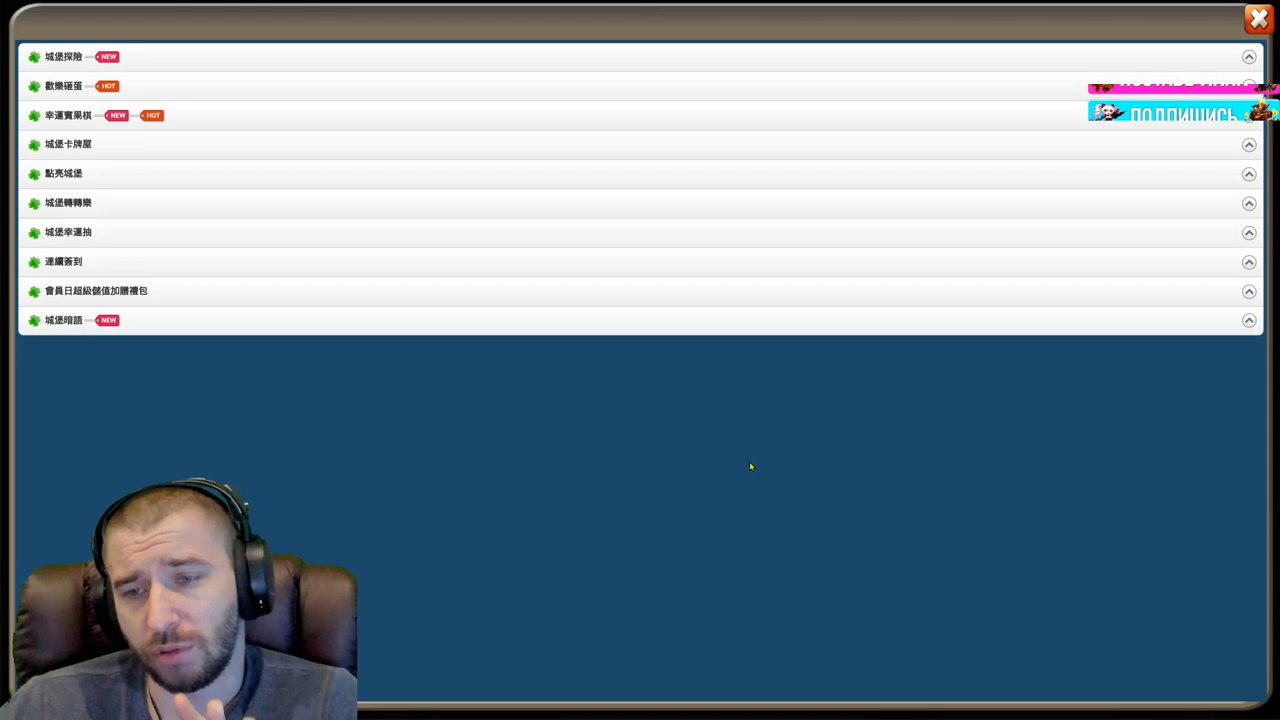 城堡探險 NEW
歡樂砸蛋 HOT
幸運賓果棋 NEW HOT
城堡卡牌屋
點亮城堡
城堡轉轉樂
城堡幸運抽
連續簽到
會員日超級儲值加贈禮包
城堡暗語 NEW
ПОДПИШИСЬ